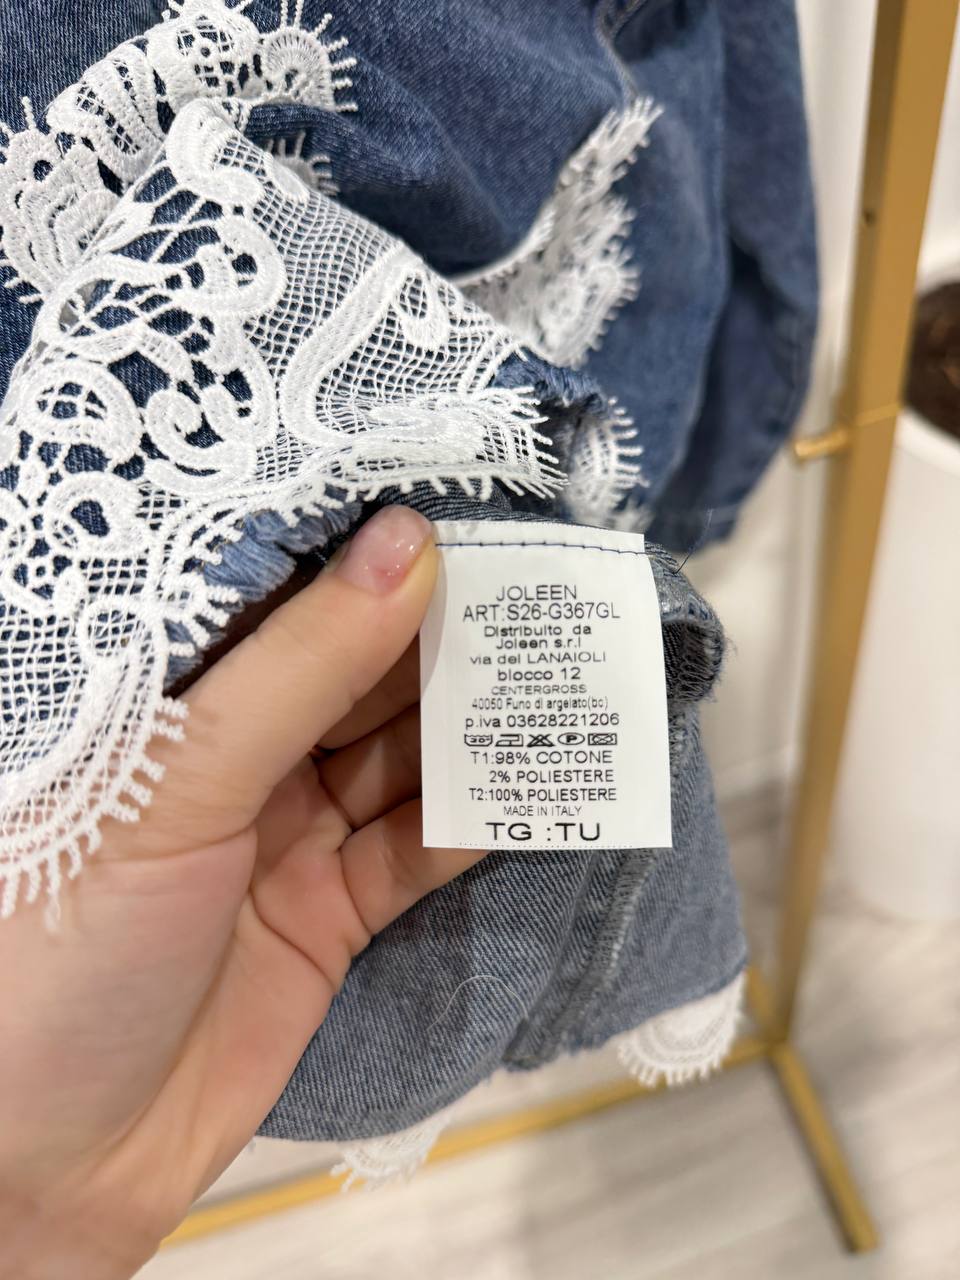 JOLEEN
ART:S26-G367GL
Distribuito da
Joleen s.r.l
via del LANAIOLI
blocco 12
CENTERGROSS
40050 Funo di argelato(bo)
p.iva 03628221206
30 P
T1:98% COTONE
2% POLIESTERE
T2:100% POLIESTERE
MADE IN ITALY
TG :TU